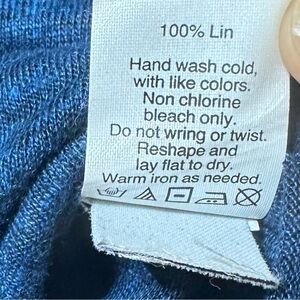 100% Lin
Hand wash cold,
with like colors.
Non chlorine
bleach only.
Do not wring or twist.
Reshape and
lay flat to dry.
Warm iron as needed.